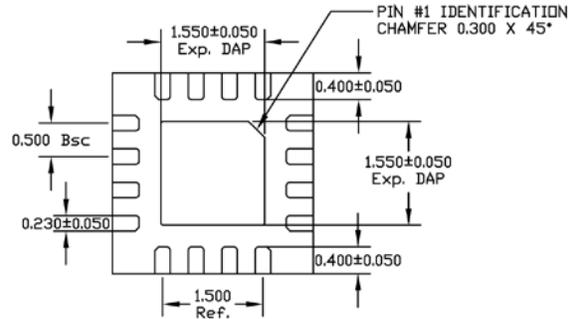 1.550±0.050
Exp. DAP
PIN #1 IDENTIFICATION
CHAMFER 0.300 X 45°
0.400±0.050
0.500 Bsc
1.550±0.050
Exp. DAP
0.230±0.050
0.400±0.050
1.500
Ref.